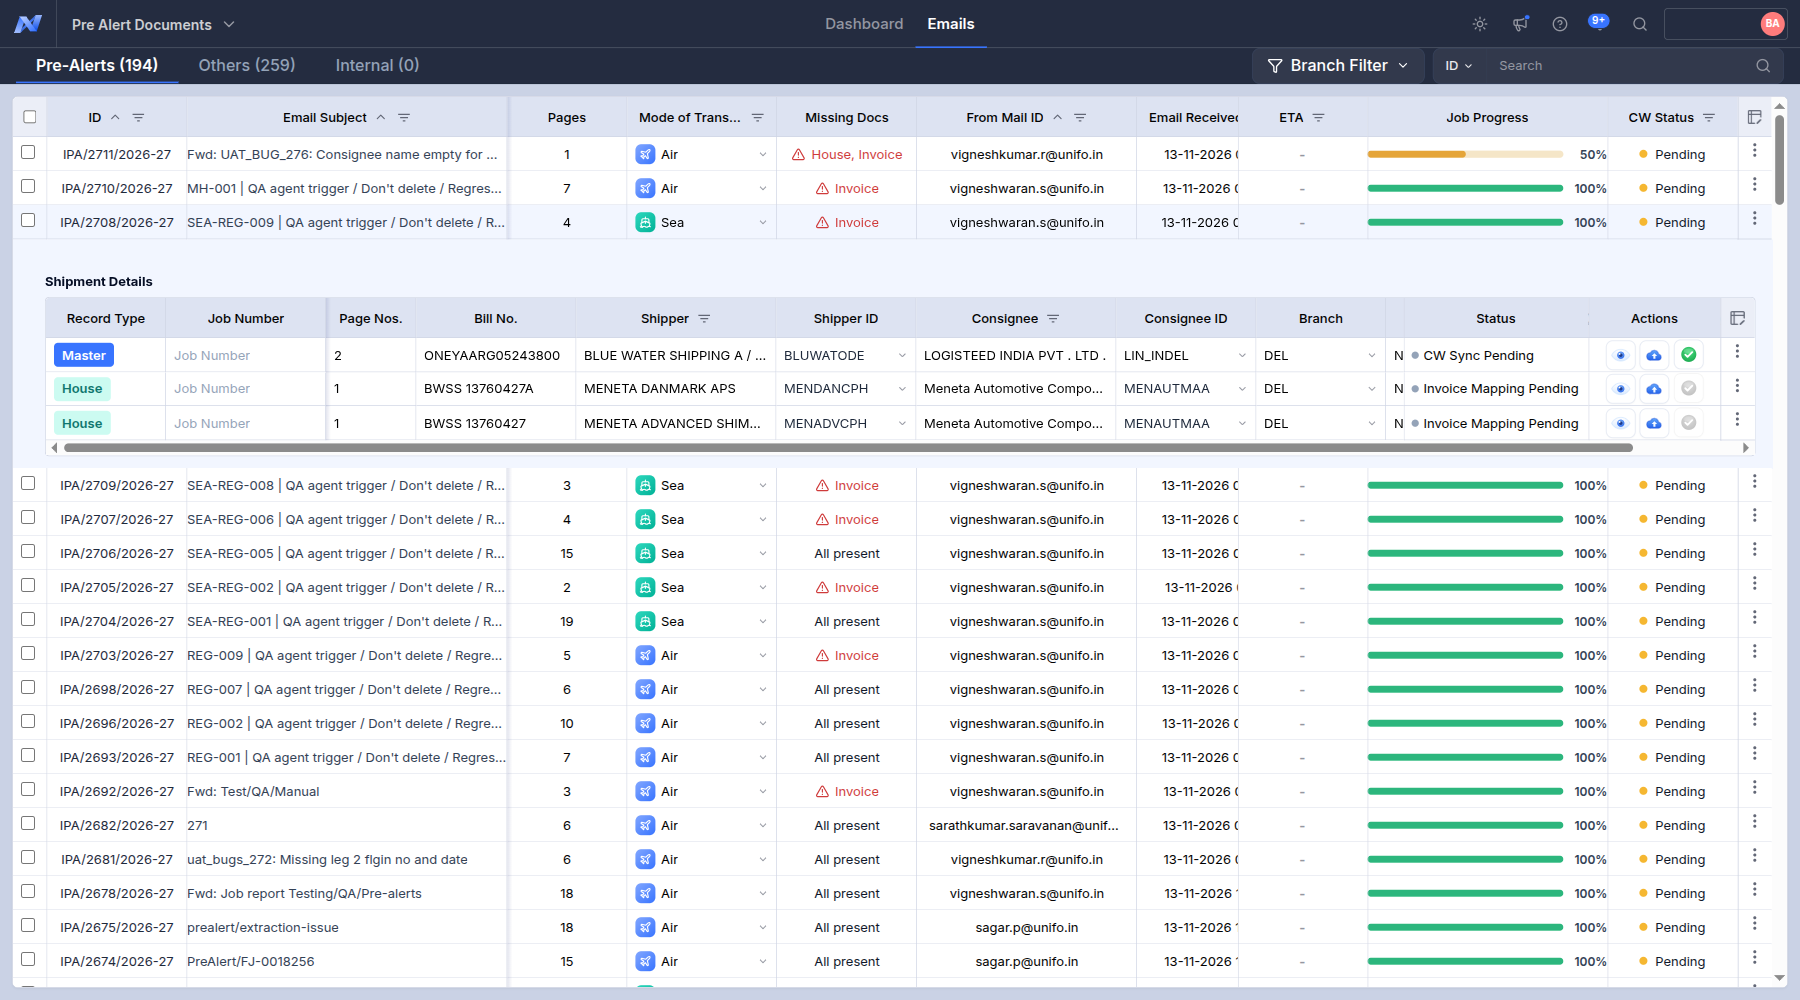 Pre Alert Documents Dashboard Emails 9+ BA
Pre-Alerts (194) Others (259) Internal (0) Branch Filter ID Search
ID Email Subject Pages Mode of Trans... Missing Docs From Mail ID Email Received ETA Job Progress CW Status
IPA/2711/2026-27 Fwd: UAT_BUG_276: Consignee name empty for ... 1 Air House, Invoice vigneshkumar.r@unifo.in 13-11-2026 - 50% Pending
IPA/2710/2026-27 MH-001 | QA agent trigger / Don't delete / Regres... 7 Air Invoice vigneshwaran.s@unifo.in 13-11-2026 - 100% Pending
IPA/2708/2026-27 SEA-REG-009 | QA agent trigger / Don't delete / R... 4 Sea Invoice vigneshwaran.s@unifo.in 13-11-2026 - 100% Pending
Shipment Details
Record Type Job Number Page Nos. Bill No. Shipper Shipper ID Consignee Consignee ID Branch Status Actions
Master Job Number 2 ONEYAARG05243800 BLUE WATER SHIPPING A / ... BLUWATODE LOGISTEED INDIA PVT . LTD . LIN_INDEL DEL N CW Sync Pending
House Job Number 1 BWSS 13760427A MENETA DANMARK APS MENDANCPH Meneta Automotive Compo... MENAUTMAA DEL N Invoice Mapping Pending
House Job Number 1 BWSS 13760427 MENETA ADVANCED SHIM... MENADVCPH Meneta Automotive Compo... MENAUTMAA DEL N Invoice Mapping Pending
IPA/2709/2026-27 SEA-REG-008 | QA agent trigger / Don't delete / R... 3 Sea Invoice vigneshwaran.s@unifo.in 13-11-2026 - 100% Pending
IPA/2707/2026-27 SEA-REG-006 | QA agent trigger / Don't delete / R... 4 Sea Invoice vigneshwaran.s@unifo.in 13-11-2026 - 100% Pending
IPA/2706/2026-27 SEA-REG-005 | QA agent trigger / Don't delete / R... 15 Sea All present vigneshwaran.s@unifo.in 13-11-2026 - 100% Pending
IPA/2705/2026-27 SEA-REG-002 | QA agent trigger / Don't delete / R... 2 Sea Invoice vigneshwaran.s@unifo.in 13-11-2026 - 100% Pending
IPA/2704/2026-27 SEA-REG-001 | QA agent trigger / Don't delete / R... 19 Sea All present vigneshwaran.s@unifo.in 13-11-2026 - 100% Pending
IPA/2703/2026-27 REG-009 | QA agent trigger / Don't delete / Regre... 5 Air Invoice vigneshwaran.s@unifo.in 13-11-2026 - 100% Pending
IPA/2698/2026-27 REG-007 | QA agent trigger / Don't delete / Regre... 6 Air All present vigneshwaran.s@unifo.in 13-11-2026 - 100% Pending
IPA/2696/2026-27 REG-002 | QA agent trigger / Don't delete / Regre... 10 Air All present vigneshwaran.s@unifo.in 13-11-2026 - 100% Pending
IPA/2693/2026-27 REG-001 | QA agent trigger / Don't delete / Regres... 7 Air All present vigneshwaran.s@unifo.in 13-11-2026 - 100% Pending
IPA/2692/2026-27 Fwd: Test/QA/Manual 3 Air Invoice vigneshwaran.s@unifo.in 13-11-2026 - 100% Pending
IPA/2682/2026-27 271 6 Air All present sarathkumar.saravanan@unif... 13-11-2026 - 100% Pending
IPA/2681/2026-27 uat_bugs_272: Missing leg 2 flgin no and date 6 Air All present vigneshkumar.r@unifo.in 13-11-2026 - 100% Pending
IPA/2678/2026-27 Fwd: Job report Testing/QA/Pre-alerts 18 Air All present vigneshwaran.s@unifo.in 13-11-2026 - 100% Pending
IPA/2675/2026-27 prealert/extraction-issue 18 Air All present sagar.p@unifo.in 13-11-2026 - 100% Pending
IPA/2674/2026-27 PreAlert/FJ-0018256 15 Air All present sagar.p@unifo.in 13-11-2026 - 100% Pending